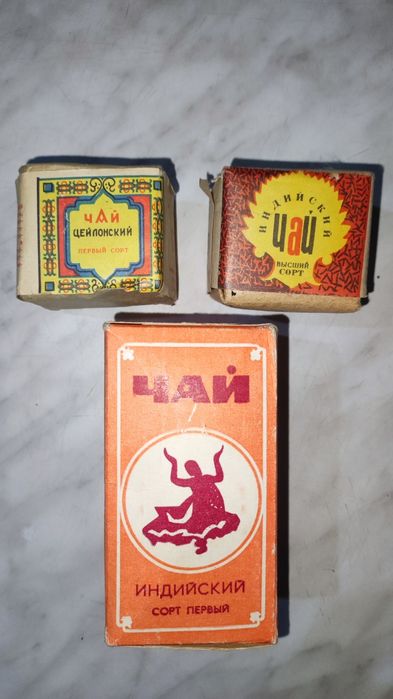 чАй
цейлонский
первый сорт
индийский
чай
высший
сорт
ЧАЙ
ИНДИЙСКИЙ
СОРТ ПЕРВЫЙ